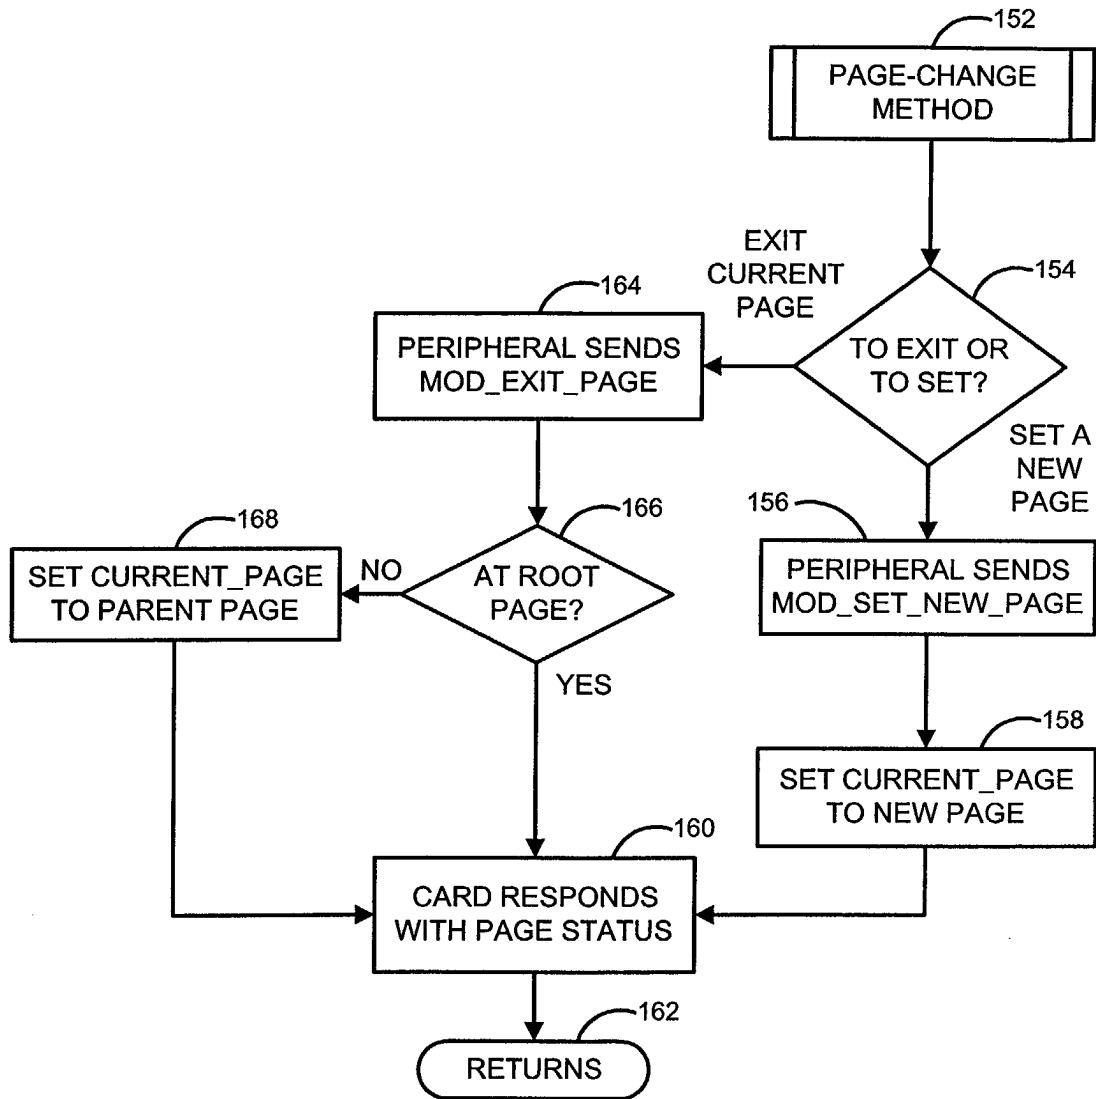 152
PAGE-CHANGE
METHOD
EXIT
CURRENT
PAGE
154
TO EXIT OR
TO SET?
164
PERIPHERAL SENDS
MOD_EXIT_PAGE
SET A
NEW
PAGE
156
PERIPHERAL SENDS
MOD_SET_NEW_PAGE
166
AT ROOT
PAGE?
NO
168
SET CURRENT_PAGE
TO PARENT PAGE
YES
158
SET CURRENT_PAGE
TO NEW PAGE
160
CARD RESPONDS
WITH PAGE STATUS
162
RETURNS